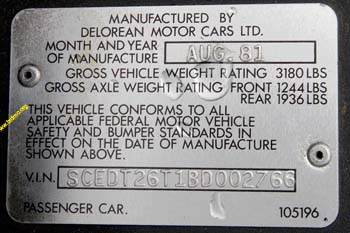 MANUFACTURED BY
DELOREAN MOTOR CARS LTD.
MONTH AND YEAR
OF MANUFACTURE AUG. 81
GROSS VEHICLE WEIGHT RATING 3180 LBS
GROSS AXLE WEIGHT RATING FRONT 1244 LBS
REAR 1936 LBS
THIS VEHICLE CONFORMS TO ALL
APPLICABLE FEDERAL MOTOR VEHICLE
SAFETY AND BUMPER STANDARDS IN
EFFECT ON THE DATE OF MANUFACTURE
SHOWN ABOVE.
V.I.N. SCEDT26T1BD002766
PASSENGER CAR. 105196